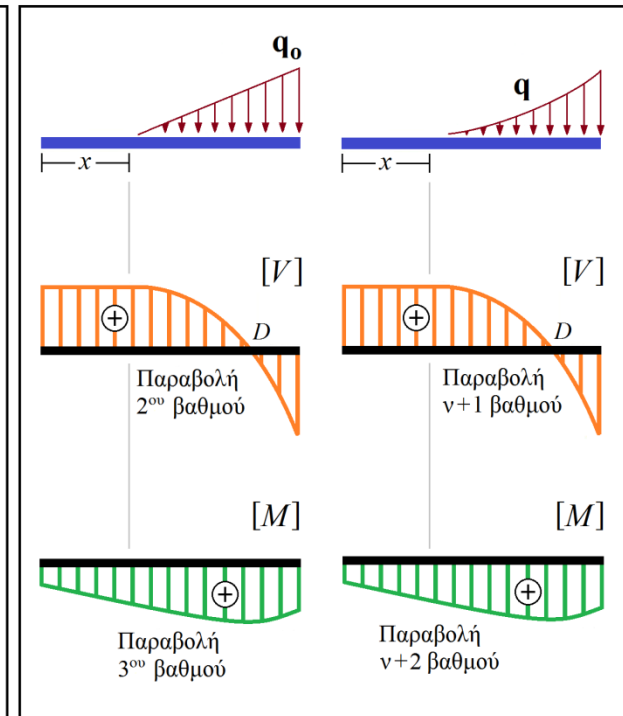 q₀
q
x
x
[V]
[V]
+
+
D
D
Παραβολή
2ου βαθμού
Παραβολή
ν+1 βαθμού
[M]
[M]
+
+
Παραβολή
3ου βαθμού
Παραβολή
ν+2 βαθμού